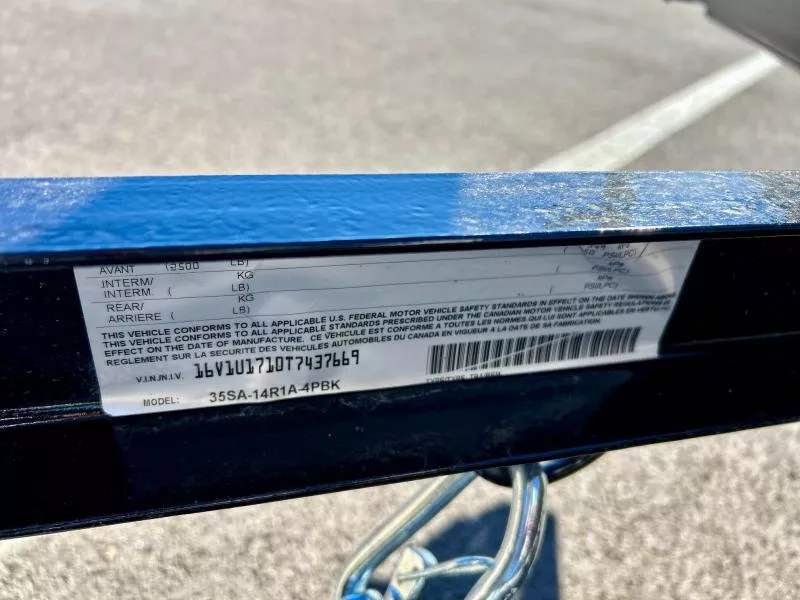 AVANT (3500 LB)
KG
INTERM/
INTERM. ( LB)
( PSI/LPC)
KG
REAR/
ARRIERE ( LB)
( PSI/LPC)
THIS VEHICLE CONFORMS TO ALL APPLICABLE U.S. FEDERAL MOTOR VEHICLE SAFETY STANDARDS IN EFFECT ON THE DATE SHOWN ABOVE
THIS VEHICLE CONFORMS TO ALL APPLICABLE STANDARDS PRESCRIBED UNDER THE CANADIAN MOTOR VEHICLE SAFETY REGULATIONS IN
EFFECT ON THE DATE OF MANUFACTURE. CE VEHICULE EST CONFORME A TOUTES LES NORMES QUI LUI SONT APPLICABLES EN VERTU DU
REGLEMENT SUR LA SECURITE DES VEHICULES AUTOMOBILES DU CANADA EN VIGUEUR A LA DATE DE SA FABRICATION.
V.I.N./N.I.V. 16V1U1710T7437669
MODEL: 35SA-14R1A-4PBK